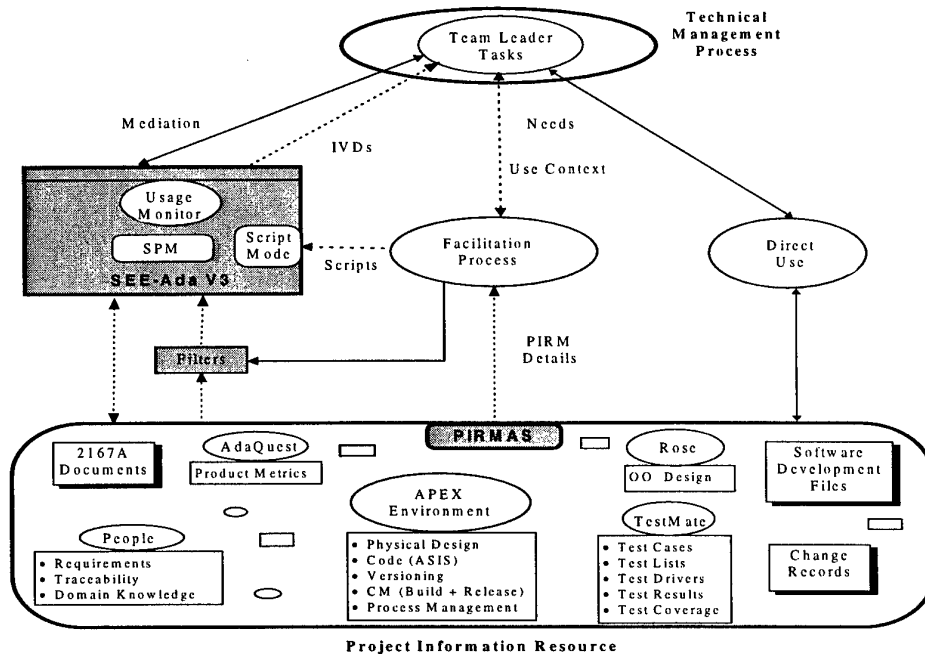 Technical
Management
Process
Team Leader
Tasks
Mediation
IVDs
Needs
Use Context
Usage
Monitor
SPM
Script
Mode
SEE-Ada V3
Scripts
Facilitation
Process
Direct
Use
Filters
PIRM
Details
PIRMAS
2167A
Documents
AdaQuest
Product Metrics
APEX
Environment
• Physical Design
• Code (ASIS)
• Versioning
• CM (Build + Release)
• Process Management
Rose
OO Design
Software
Development
Files
People
• Requirements
• Traceability
• Domain Knowledge
TestMate
• Test Cases
• Test Lists
• Test Drivers
• Test Results
• Test Coverage
Change
Records
Project Information Resource